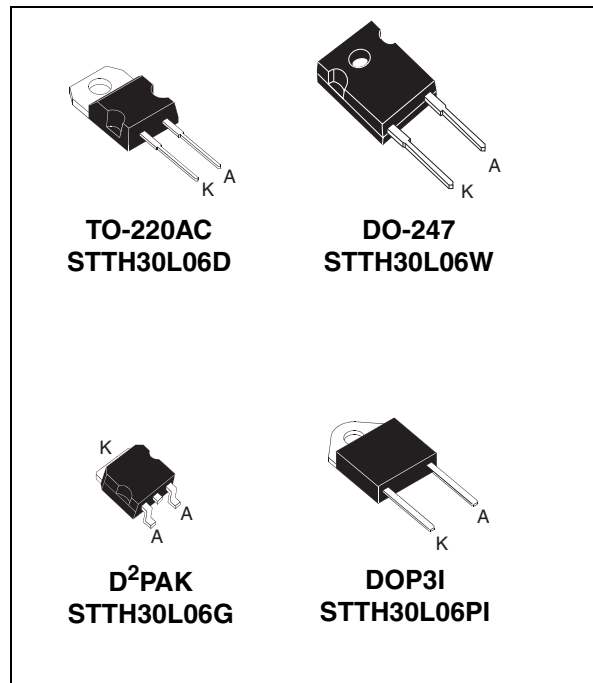 K
A
TO-220AC
STTH30L06D
K
A
DO-247
STTH30L06W
K
A
A
D²PAK
STTH30L06G
K
A
DOP3I
STTH30L06PI